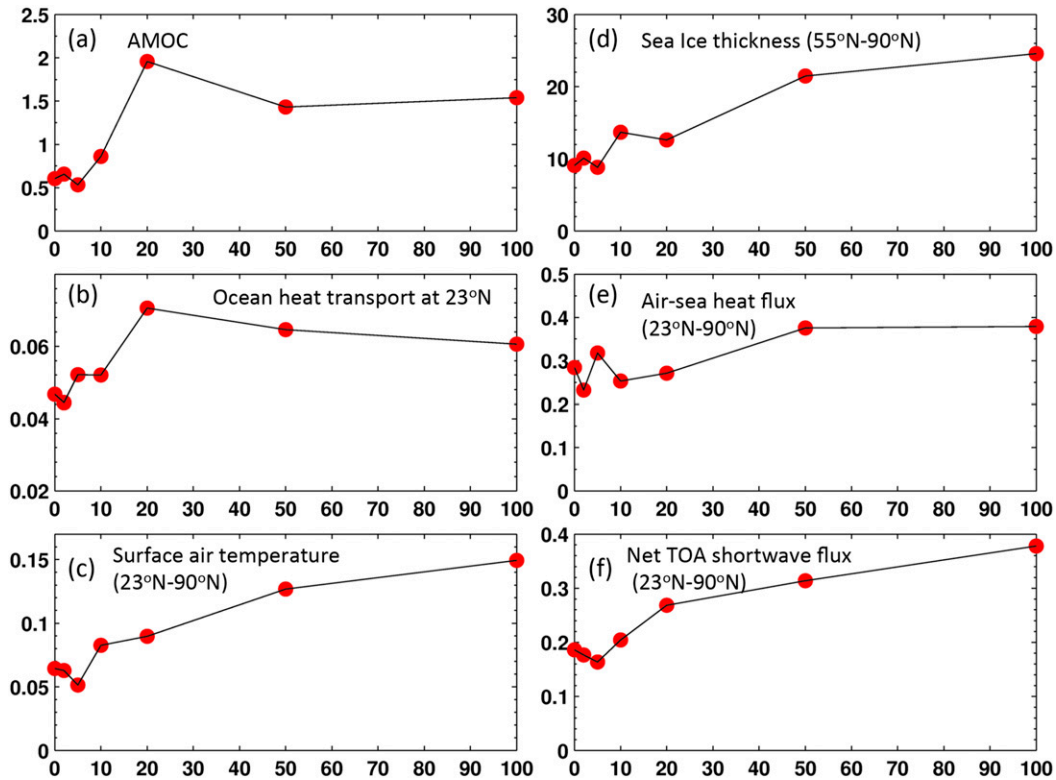 (a)
AMOC
2.5
2
1.5
1
0.5
0
0 10 20 30 40 50 60 70 80 90 100
(d)
Sea Ice thickness (55°N-90°N)
30
20
10
0
0 10 20 30 40 50 60 70 80 90 100
(b)
Ocean heat transport at 23°N
0.06
0.04
0.02
0 10 20 30 40 50 60 70 80 90 100
(e)
Air-sea heat flux
(23°N-90°N)
0.5
0.4
0.3
0.2
0.1
0
0 10 20 30 40 50 60 70 80 90 100
(c)
Surface air temperature
(23°N-90°N)
0.15
0.1
0.05
0
0 10 20 30 40 50 60 70 80 90 100
(f)
Net TOA shortwave flux
(23°N-90°N)
0.4
0.3
0.2
0.1
0
0 10 20 30 40 50 60 70 80 90 100